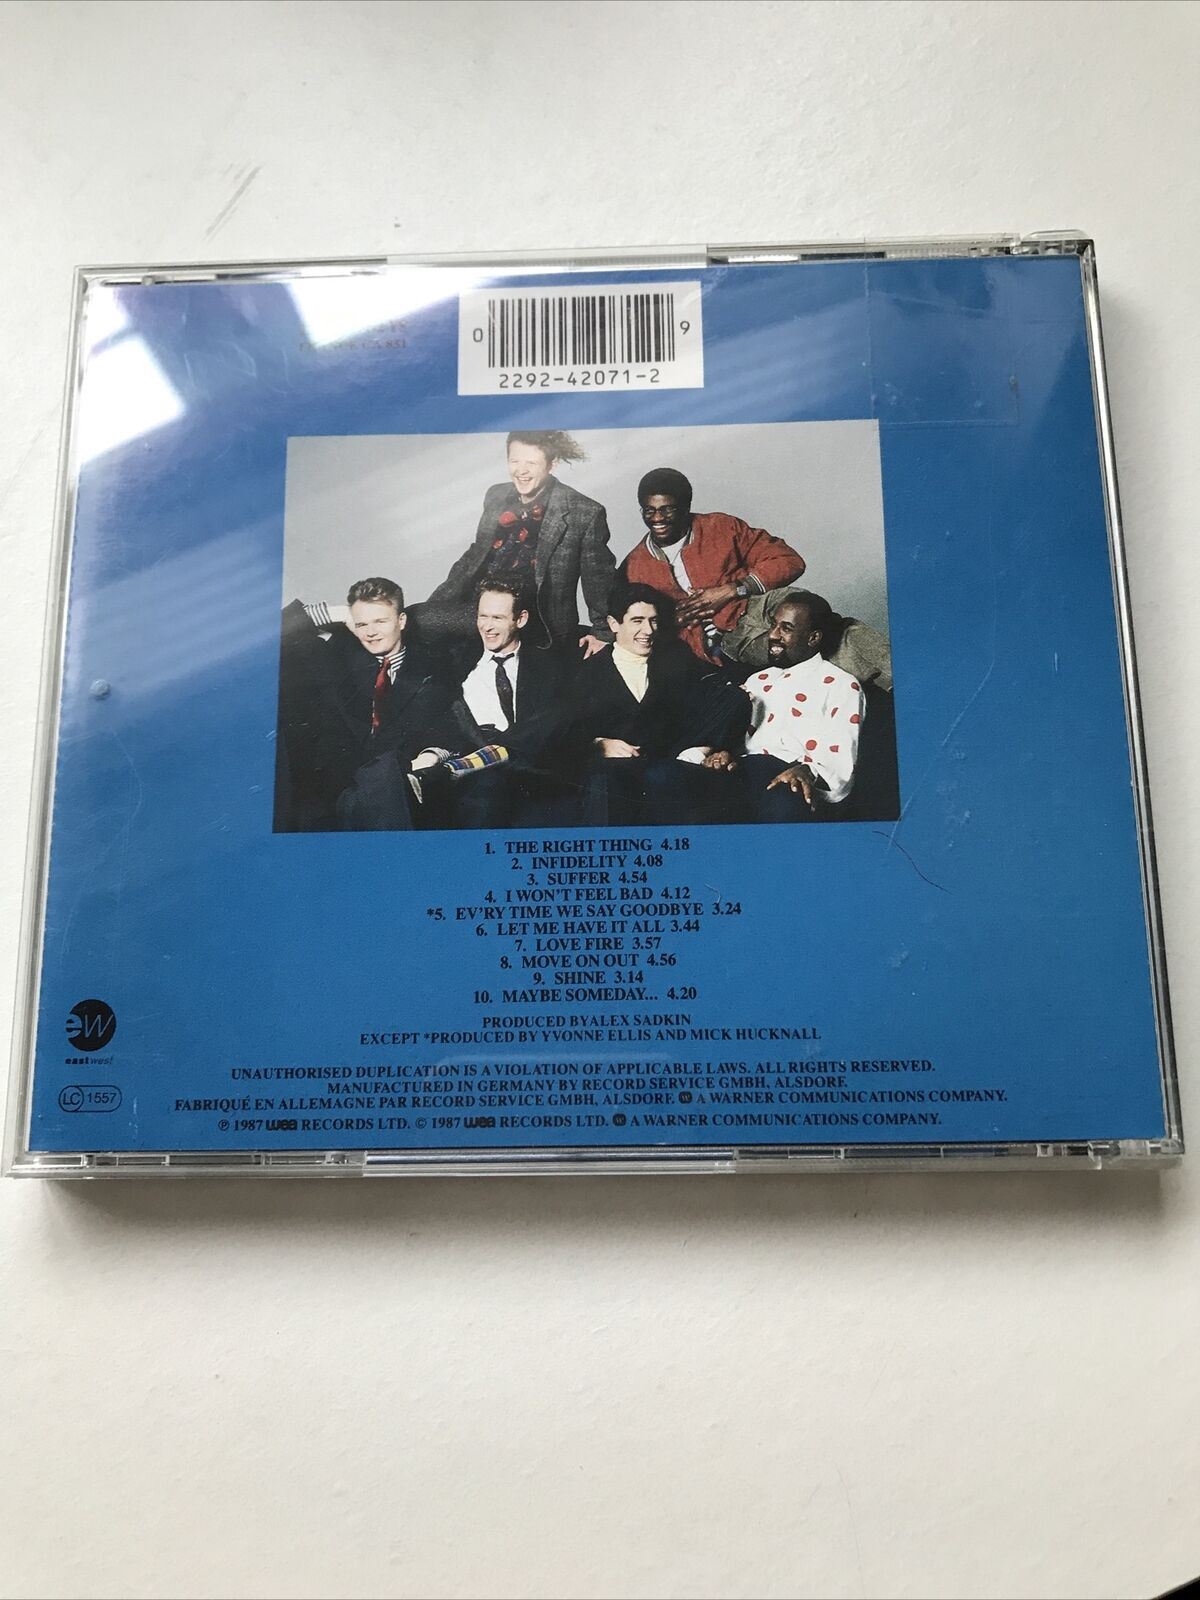 FRANCE CA 851
0 9
2292-42071-2
1. THE RIGHT THING 4.18
2. INFIDELITY 4.08
3. SUFFER 4.54
4. I WON'T FEEL BAD 4.12
*5. EV'RY TIME WE SAY GOODBYE 3.24
6. LET ME HAVE IT ALL 3.44
7. LOVE FIRE 3.57
8. MOVE ON OUT 4.56
9. SHINE 3.14
10. MAYBE SOMEDAY... 4.20
PRODUCED BYALEX SADKIN
EXCEPT *PRODUCED BY YVONNE ELLIS AND MICK HUCKNALL
ew
eastwest
LC 1557
UNAUTHORISED DUPLICATION IS A VIOLATION OF APPLICABLE LAWS. ALL RIGHTS RESERVED.
MANUFACTURED IN GERMANY BY RECORD SERVICE GMBH, ALSDORF.
FABRIQUÉ EN ALLEMAGNE PAR RECORD SERVICE GMBH, ALSDORF. A WARNER COMMUNICATIONS COMPANY.
℗ 1987 wea RECORDS LTD. © 1987 wea RECORDS LTD. A WARNER COMMUNICATIONS COMPANY.